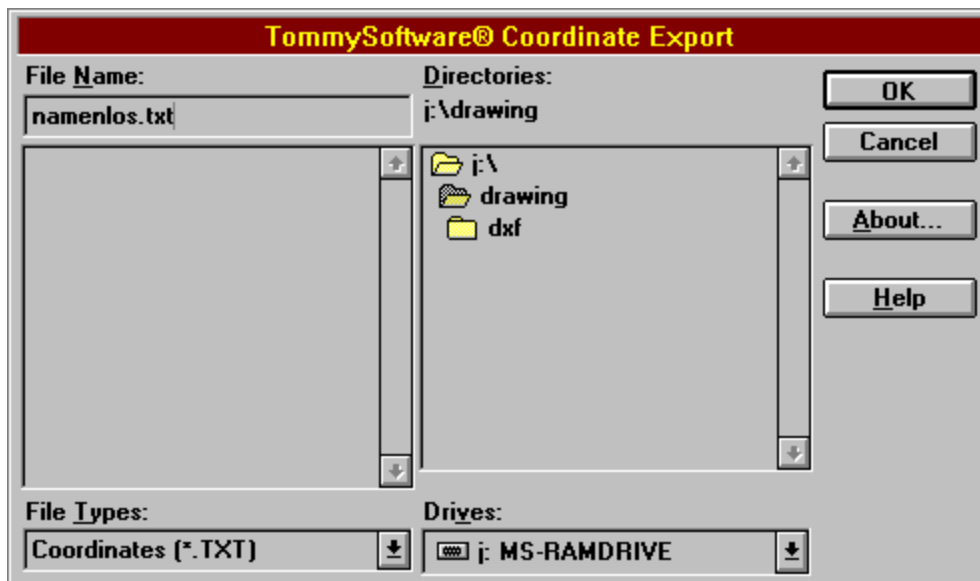 TommySoftware® Coordinate Export
File Name:
namenlos.txt
Directories:
j:\drawing
j:\
drawing
dxf
OK
Cancel
About...
Help
File Types:
Coordinates (*.TXT)
Drives:
j: MS-RAMDRIVE